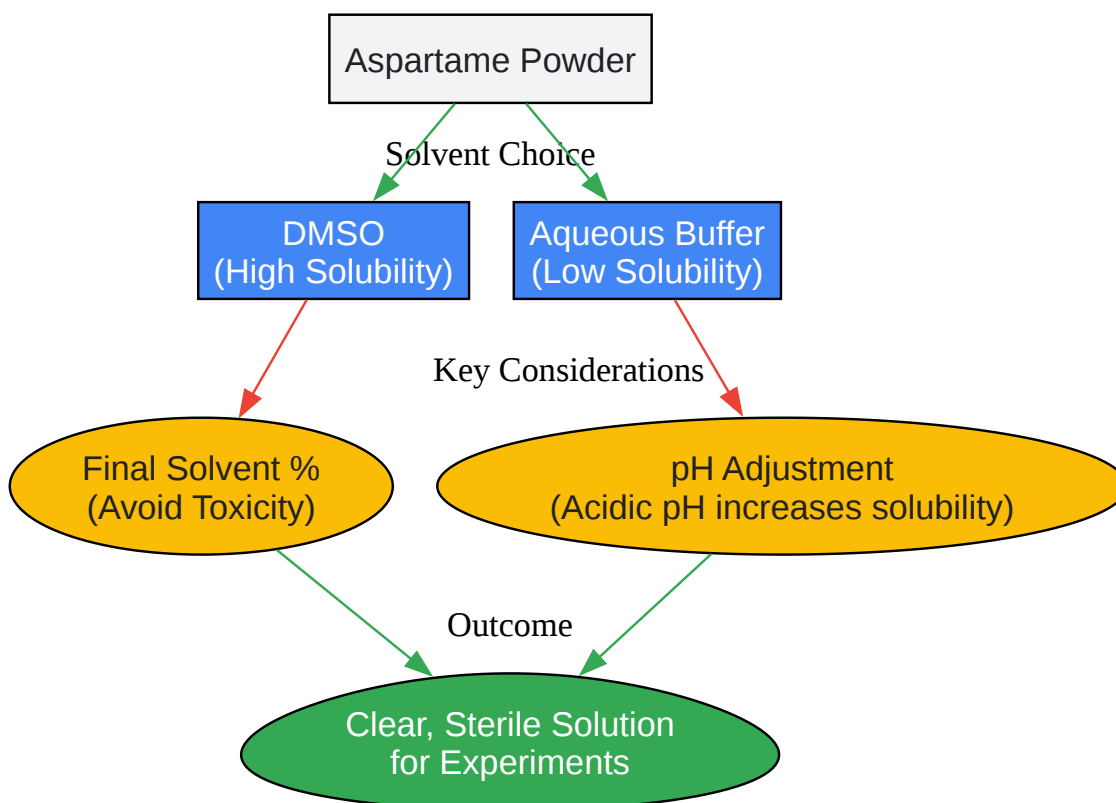 Aspartame Powder
Solvent Choice
DMSO
(High Solubility)
Aqueous Buffer
(Low Solubility)
Key Considerations
Final Solvent %
(Avoid Toxicity)
pH Adjustment
(Acidic pH increases solubility)
Outcome
Clear, Sterile Solution
for Experiments